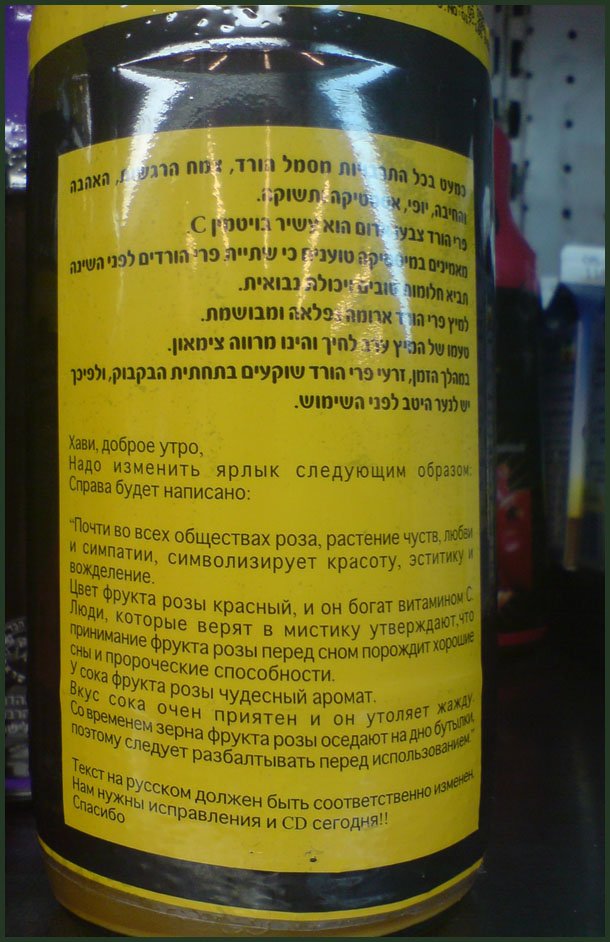 כמעט בכל התרבויות מסמל הורד, צמח הרגשות, האהבה
והחיבה, יופי, אסתטיקה ותשוקה.
פרי הורד צבעו אדום הוא עשיר בויטמין C.
מאמינים במיסטיקה טוענים כי שתיית פרי הורדים לפני השינה
תביא חלומות טובים ויכולת נבואית.
למיץ פרי הורד ארומה נפלאה ומבושמת.
טעמו של המיץ ערב לחיך והינו מרווה צימאון.
במהלך הזמן, זרעי פרי הורד שוקעים בתחתית הבקבוק, ולפיכך
יש לנער היטב לפני השימוש.
Хави, доброе утро,
Надо изменить ярлык следующим образом:
Справа будет написано:
"Почти во всех обществах роза, растение чуств, любви
и симпатии, символизирует красоту, эститику и
вожделение.
Цвет фрукта розы красный, и он богат витамином С.
Люди, которые верят в мистику утверждают,что
принимание фрукта розы перед сном порождит хорошие
сны и пророческие способности.
У сока фрукта розы чудесный аромат.
Вкус сока очен приятен и он утоляет жажду.
Со временем зерна фрукта розы оседают на дно бутылки,
поэтому следует разбалтывать перед использованием."
Текст на русском должен быть соответственно изменен.
Нам нужны исправления и CD сегодня!!
Спасибо